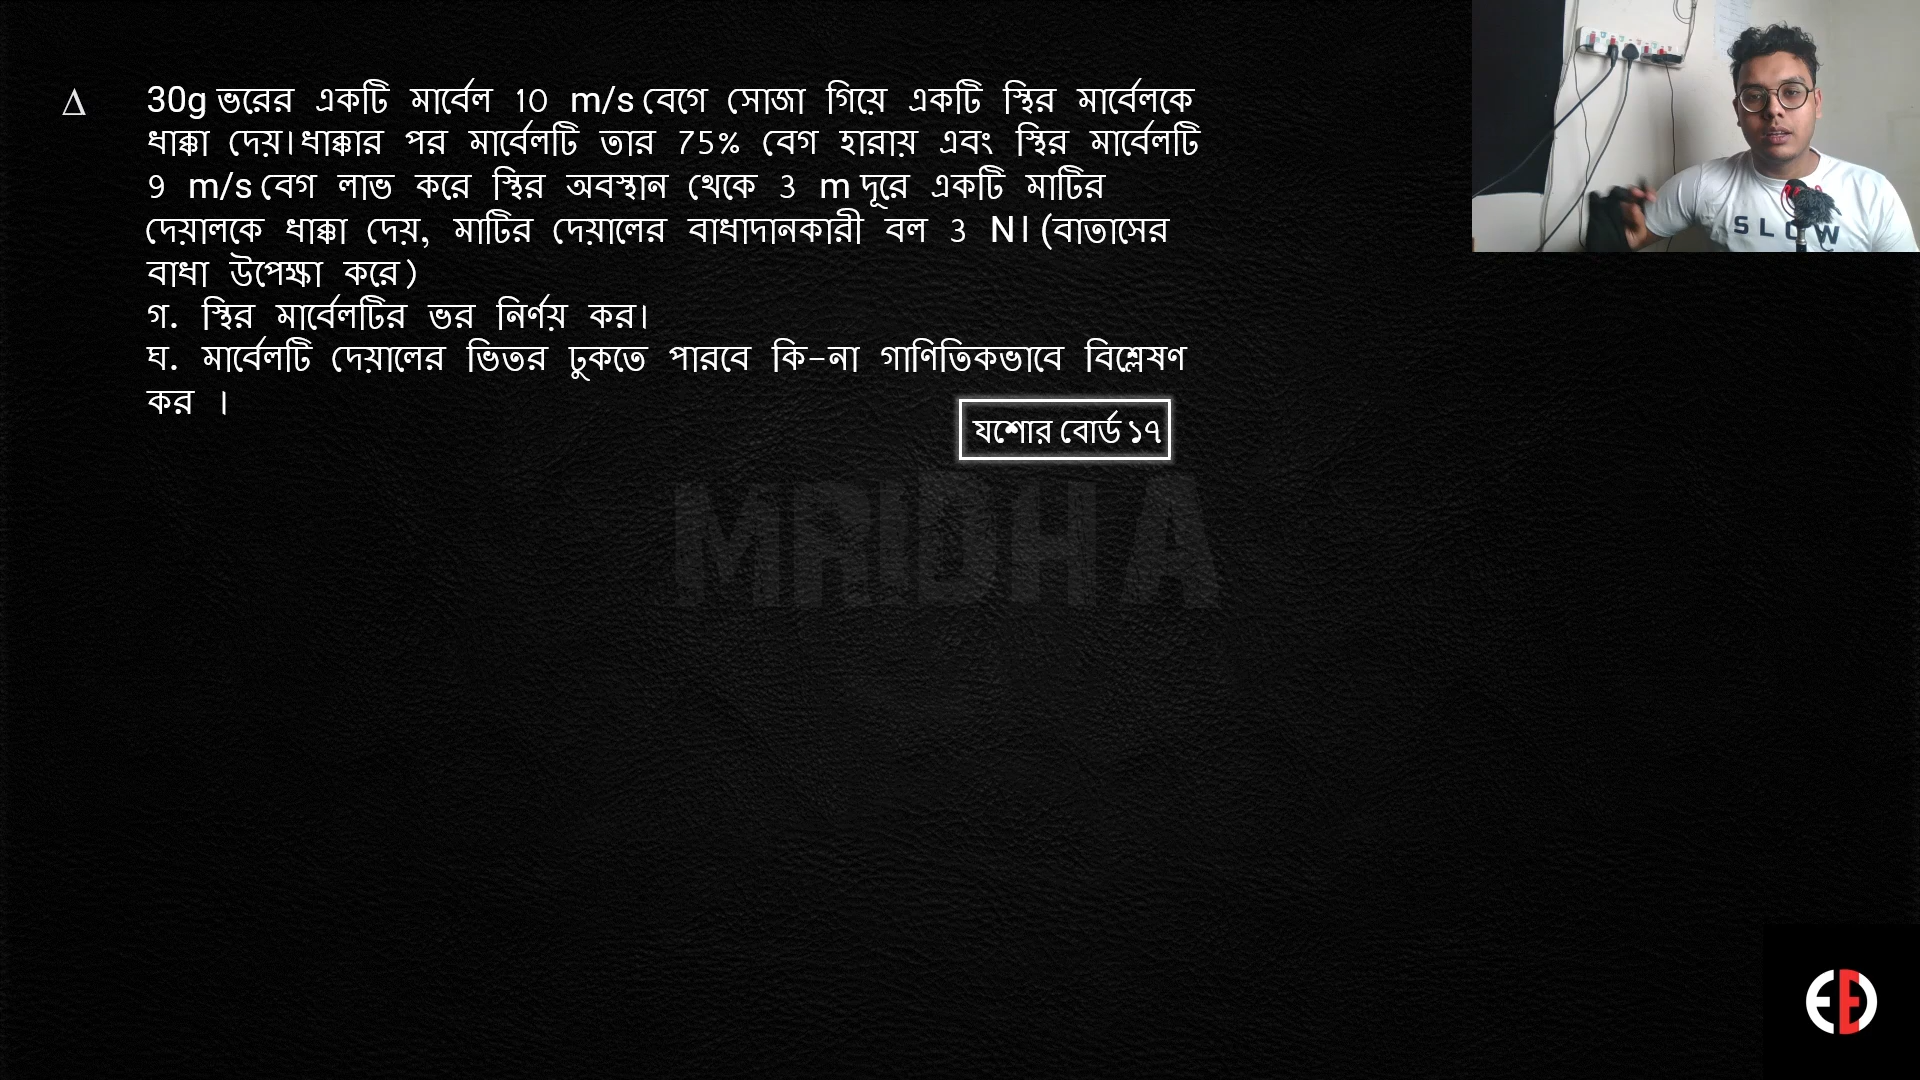 Δ 30g ভরের একটি মার্বেল 10 m/s বেগে সোজা গিয়ে একটি স্থির মার্বেলকে
ধাক্কা দেয়।ধাক্কার পর মার্বেলটি তার 75% বেগ হারায় এবং স্থির মার্বেলটি
9 m/s বেগ লাভ করে স্থির অবস্থান থেকে 3 m দূরে একটি মাটির
দেয়ালকে ধাক্কা দেয়, মাটির দেয়ালের বাধাদানকারী বল 3 N।(বাতাসের
বাধা উপেক্ষা করে)
গ. স্থির মার্বেলটির ভর নির্ণয় কর।
ঘ. মার্বেলটি দেয়ালের ভিতর ঢুকতে পারবে কি-না গাণিতিকভাবে বিশ্লেষণ
কর ।
যশোর বোর্ড ১৭
MRIDHA
SLOW